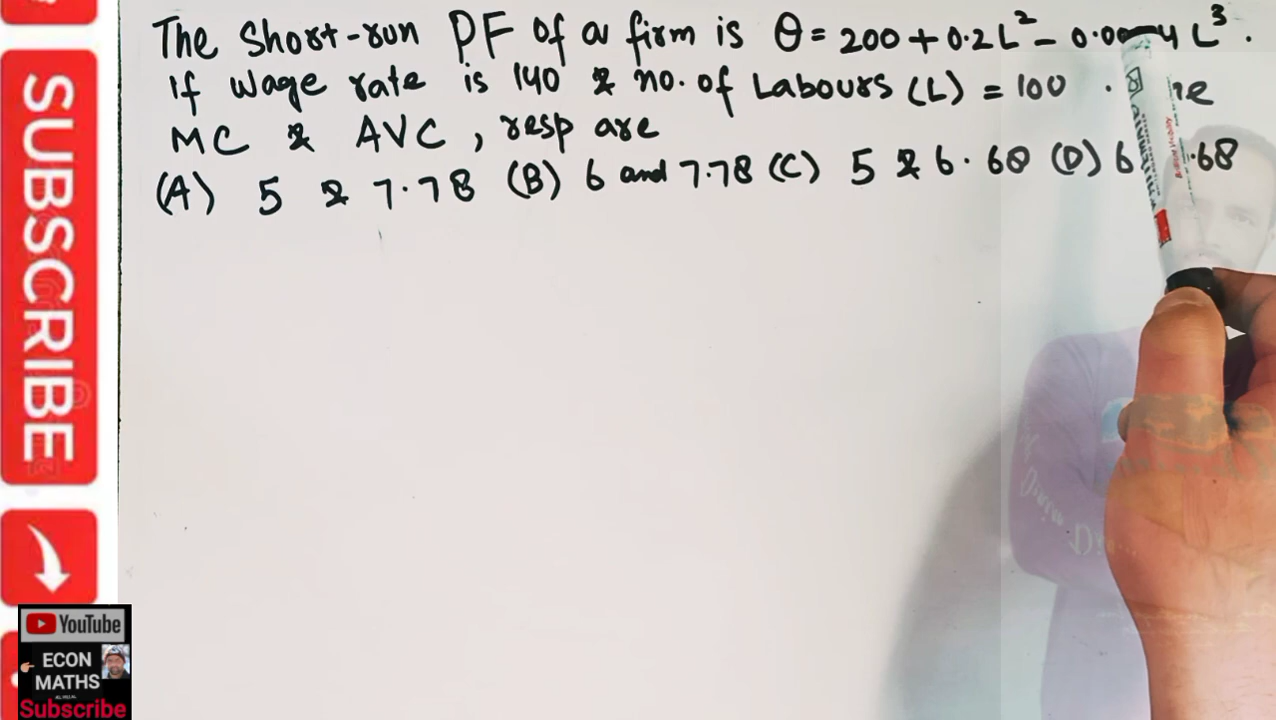 The Short-run PF of a firm is Q = 200 + 0.2L² - 0.00 4 L³.
If wage rate is 140 & no. of Labours (L) = 100 .
MC & AVC, resp are
(A) 5 & 7.78 (B) 6 and 7.78 (C) 5 & 6.68 (D) 6 .68
SUBSCRIBE
YouTube
ECON
MATHS
Subscribe